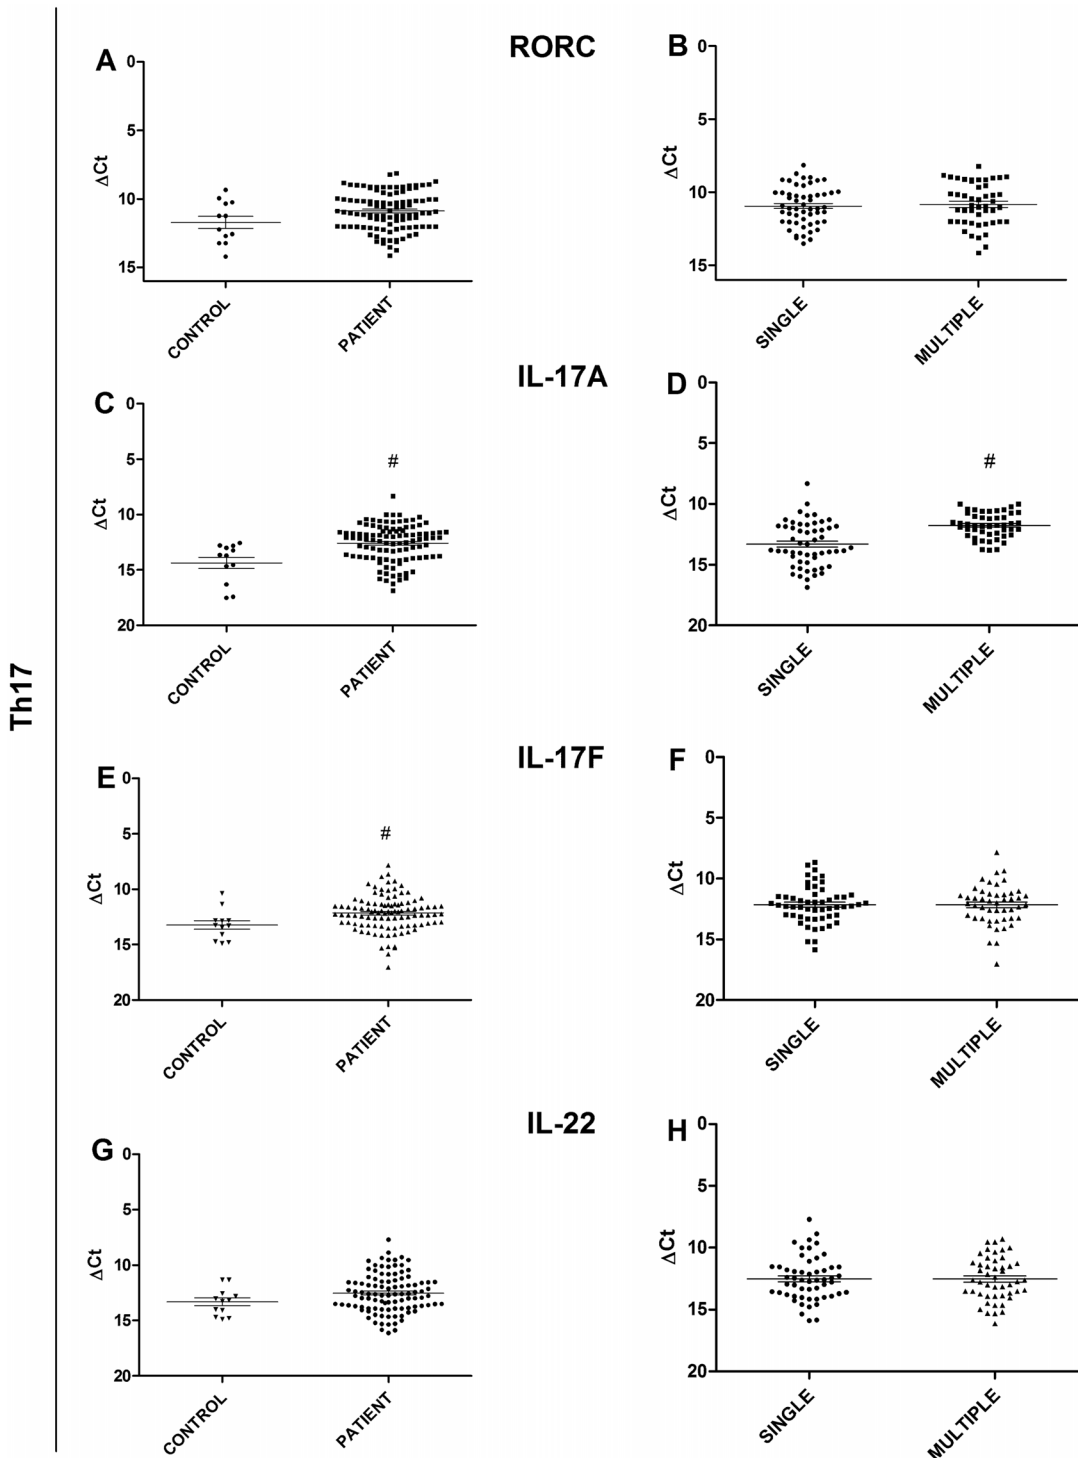 Th17
RORC
A
0
5
10
15
ΔCt
CONTROL
PATIENT
B
0
5
10
15
ΔCt
SINGLE
MULTIPLE
IL-17A
C
0
5
10
15
20
ΔCt
#
CONTROL
PATIENT
D
0
5
10
15
20
ΔCt
#
SINGLE
MULTIPLE
IL-17F
E
0
5
10
15
20
ΔCt
#
CONTROL
PATIENT
F
0
5
10
15
20
ΔCt
SINGLE
MULTIPLE
IL-22
G
0
5
10
15
20
ΔCt
CONTROL
PATIENT
H
0
5
10
15
20
ΔCt
SINGLE
MULTIPLE